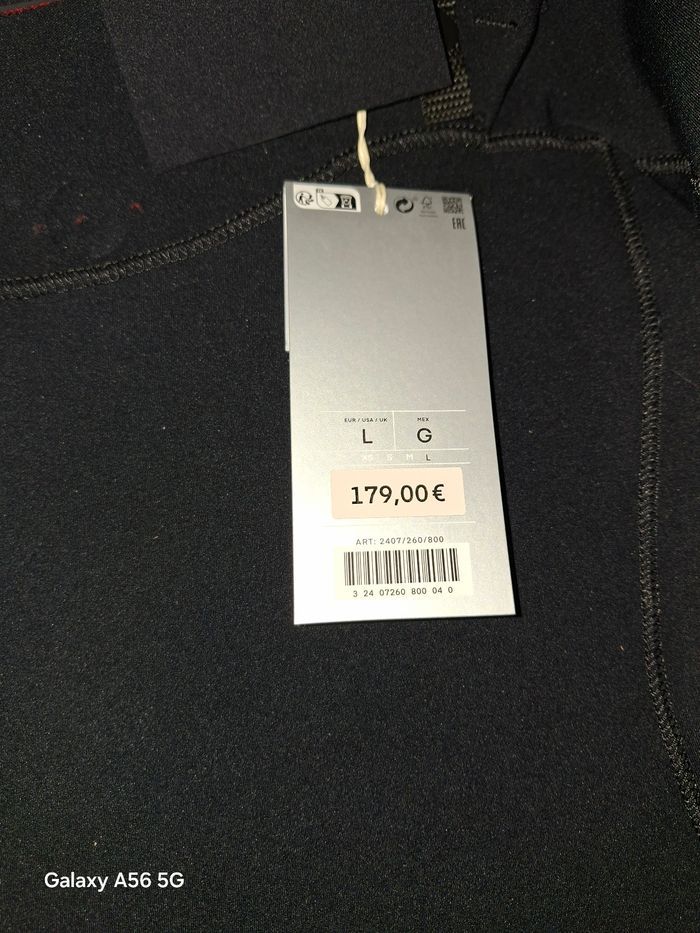 EAC
EUR / USA / UK
MEX
L
G
XS S M L
179,00€
ART: 2407/260/800
3 24 07260 800 04 0
Galaxy A56 5G